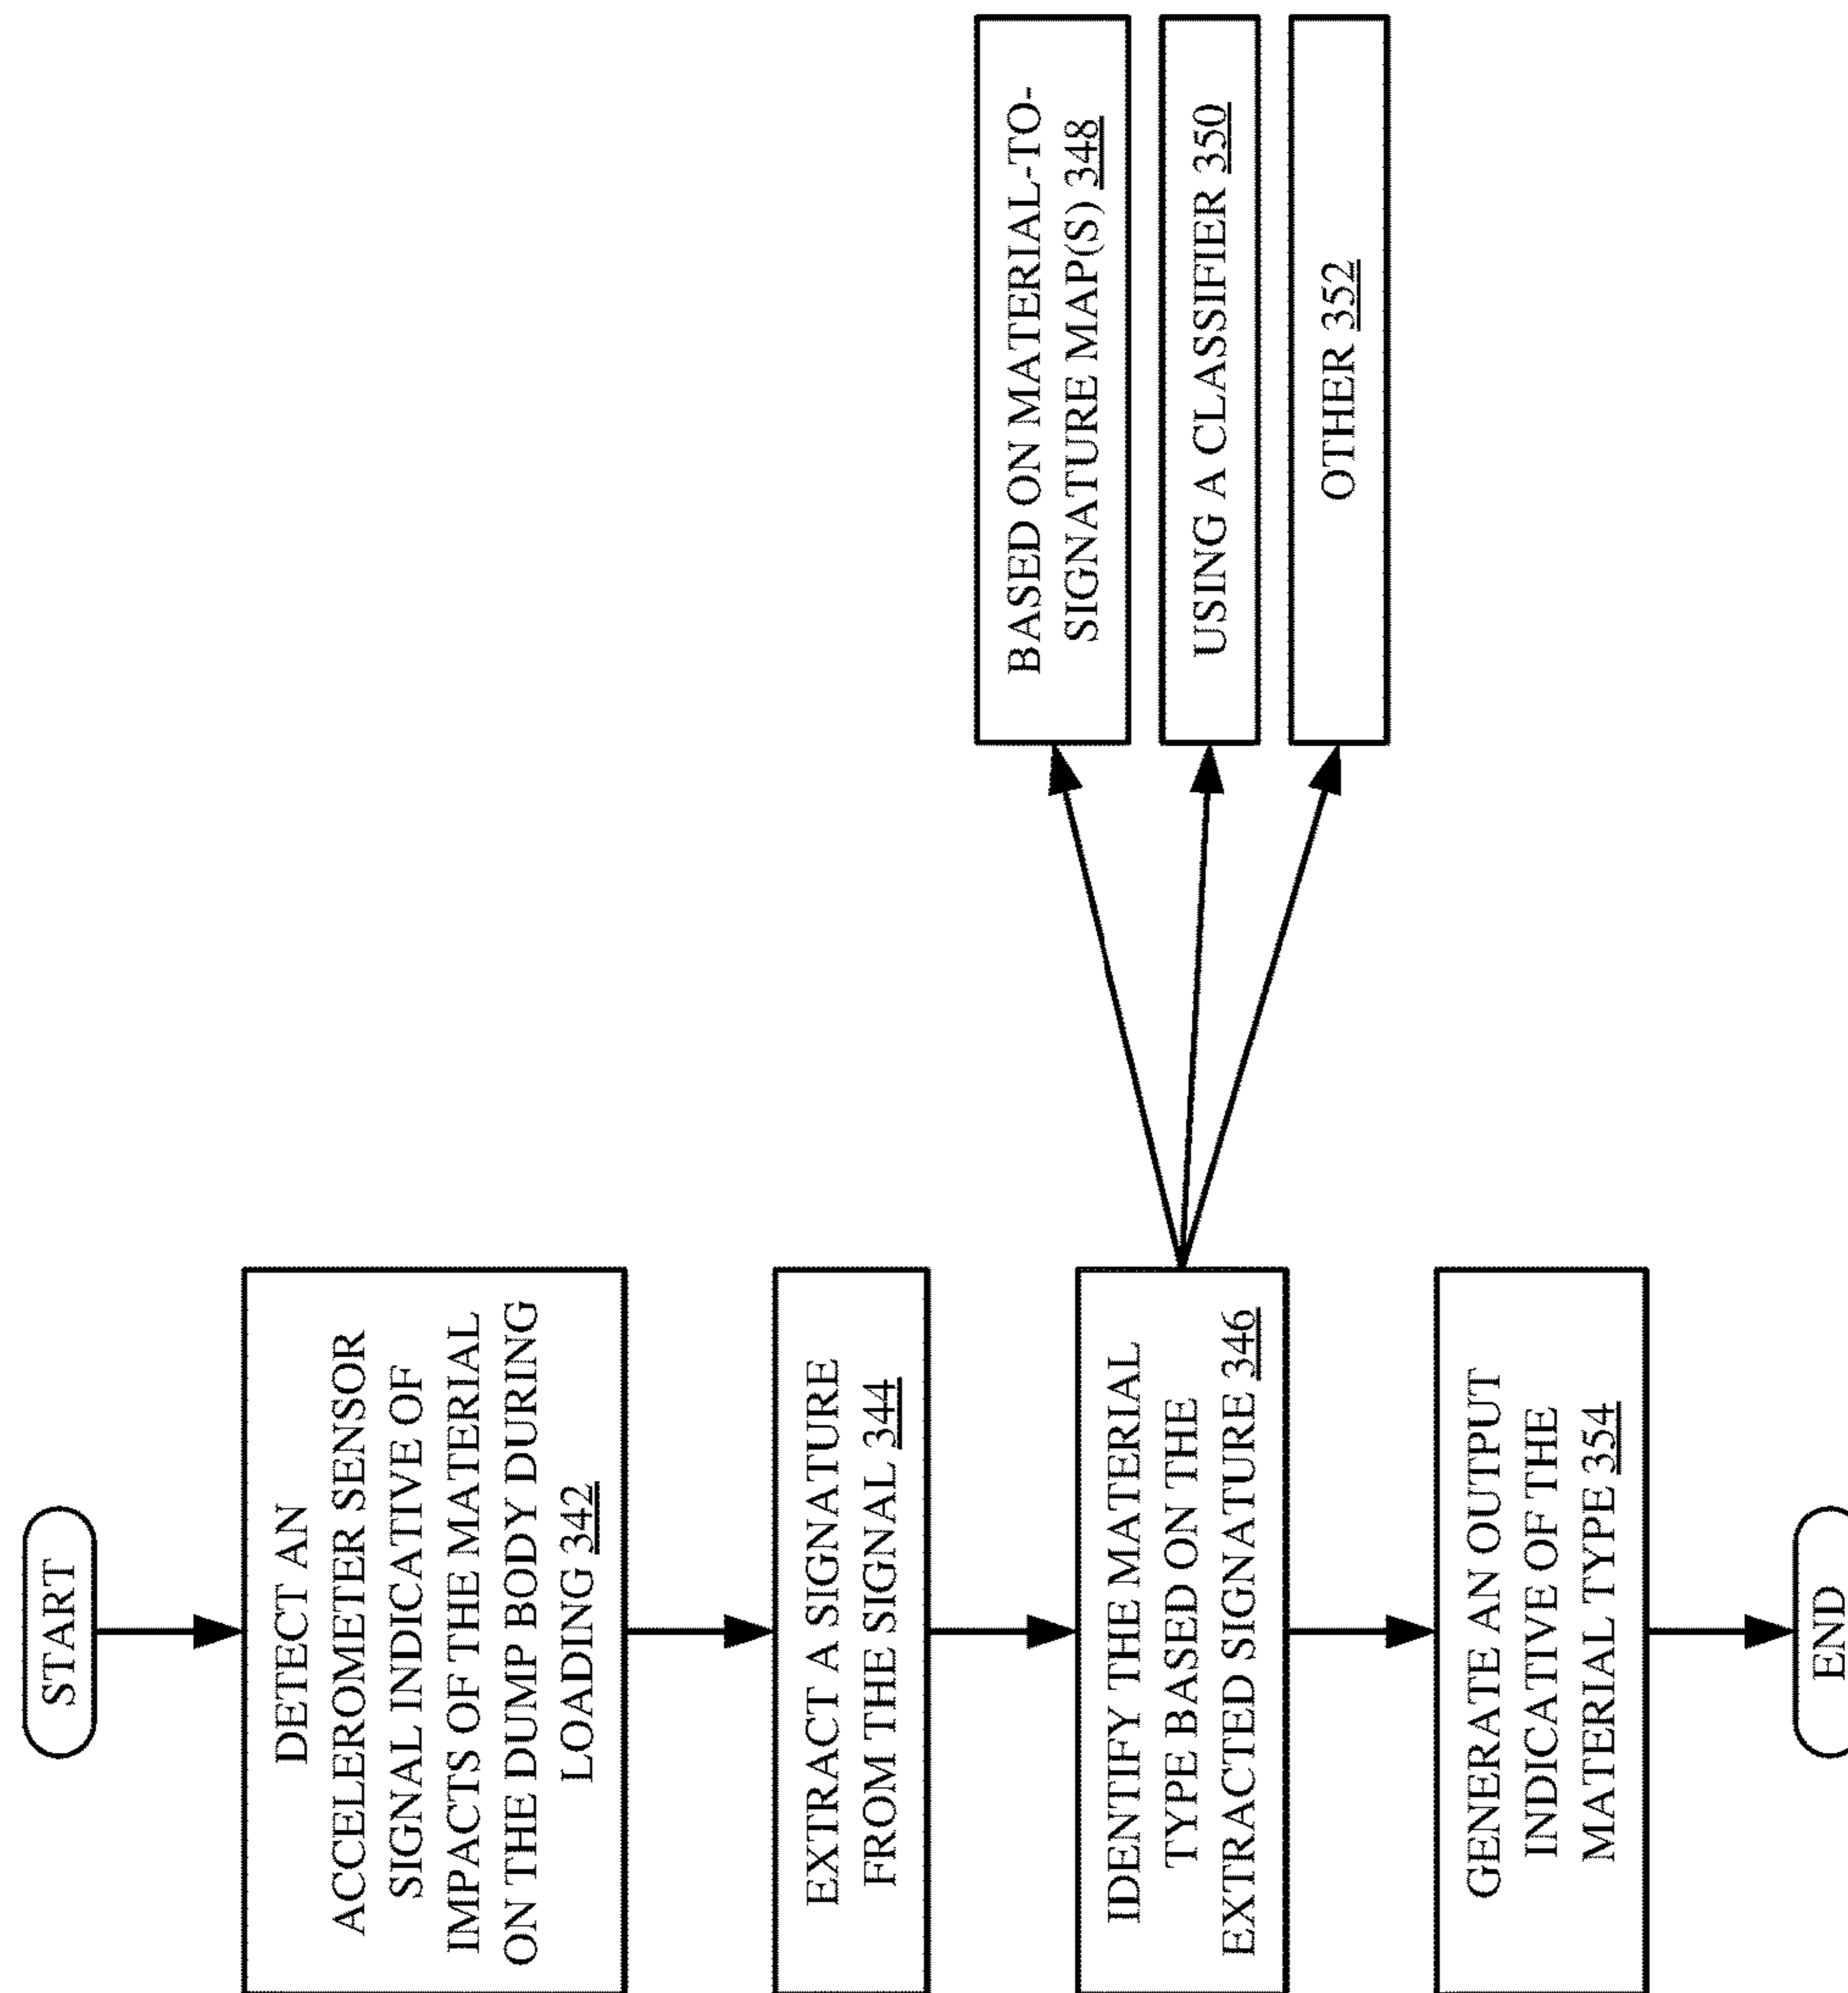 START
DETECT AN
ACCELEROMETER SENSOR
SIGNAL INDICATIVE OF
IMPACTS OF THE MATERIAL
ON THE DUMP BODY DURING
LOADING 342
EXTRACT A SIGNATURE
FROM THE SIGNAL 344
IDENTIFY THE MATERIAL
TYPE BASED ON THE
EXTRACTED SIGNATURE 346
BASED ON MATERIAL-TO-
SIGNATURE MAP(S) 348
USING A CLASSIFIER 350
OTHER 352
GENERATE AN OUTPUT
INDICATIVE OF THE
MATERIAL TYPE 354
END